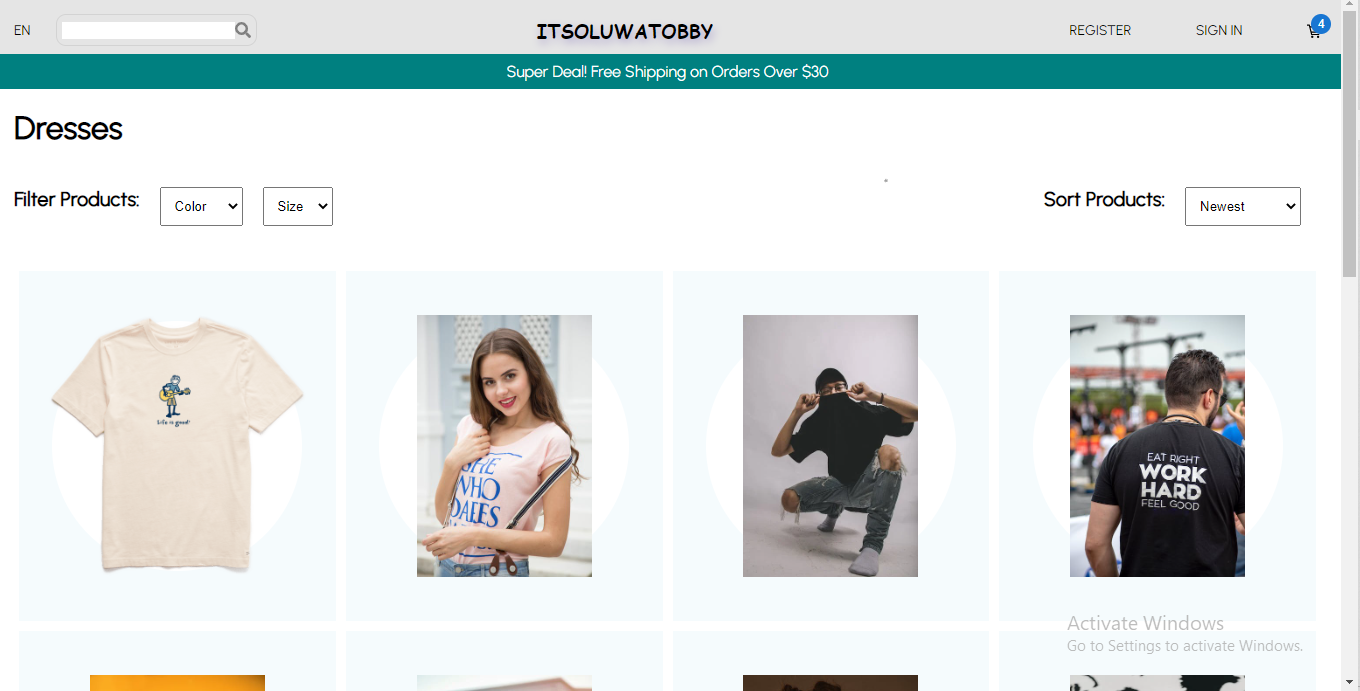 EN
ITSOLUWATOBBY
REGISTER
SIGN IN
4
Super Deal! Free Shipping on Orders Over $30
Dresses
Filter Products:
Color
Size
Sort Products:
Newest
Life is good
SHE
WHO
DARES
EAT RIGHT
WORK
HARD
FEEL GOOD
Activate Windows
Go to Settings to activate Windows.